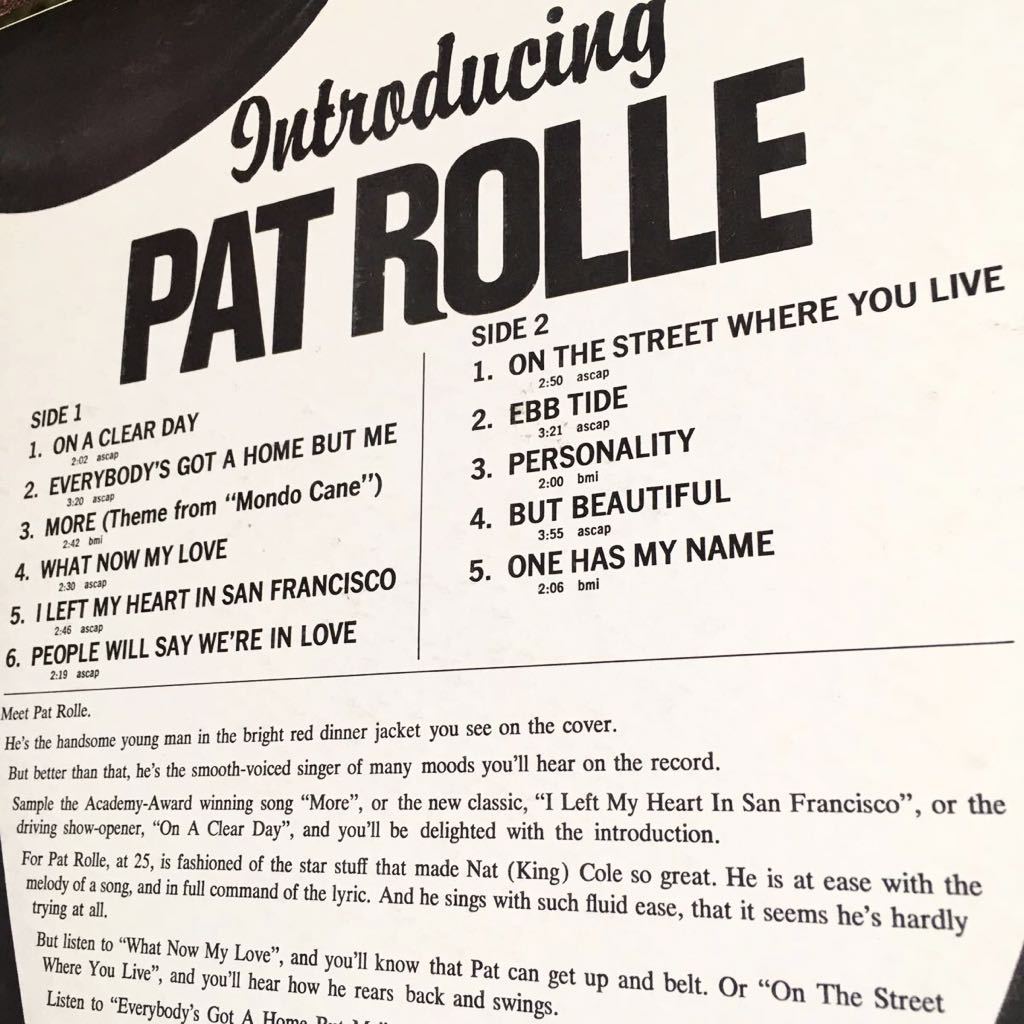 Introducing
PAT ROLLE
SIDE 1
1. ON A CLEAR DAY
2:02 ascap
2. EVERYBODY'S GOT A HOME BUT ME
3:20 ascap
3. MORE (Theme from "Mondo Cane")
2:42 bmi
4. WHAT NOW MY LOVE
2:30 ascap
5. I LEFT MY HEART IN SAN FRANCISCO
2:46 ascap
6. PEOPLE WILL SAY WE'RE IN LOVE
2:19 ascap
SIDE 2
1. ON THE STREET WHERE YOU LIVE
2:50 ascap
2. EBB TIDE
3:21 ascap
3. PERSONALITY
2:00 bmi
4. BUT BEAUTIFUL
3:55 ascap
5. ONE HAS MY NAME
2:06 bmi
Meet Pat Rolle.
He's the handsome young man in the bright red dinner jacket you see on the cover.
But better than that, he's the smooth-voiced singer of many moods you'll hear on the record.
Sample the Academy-Award winning song "More", or the new classic, "I Left My Heart In San Francisco", or the
driving show-opener, "On A Clear Day", and you'll be delighted with the introduction.
For Pat Rolle, at 25, is fashioned of the star stuff that made Nat (King) Cole so great. He is at ease with the
melody of a song, and in full command of the lyric. And he sings with such fluid ease, that it seems he's hardly
trying at all.
But listen to "What Now My Love", and you'll know that Pat can get up and belt. Or "On The Street
Where You Live", and you'll hear how he rears back and swings.
Listen to "Everybody's Got A Home